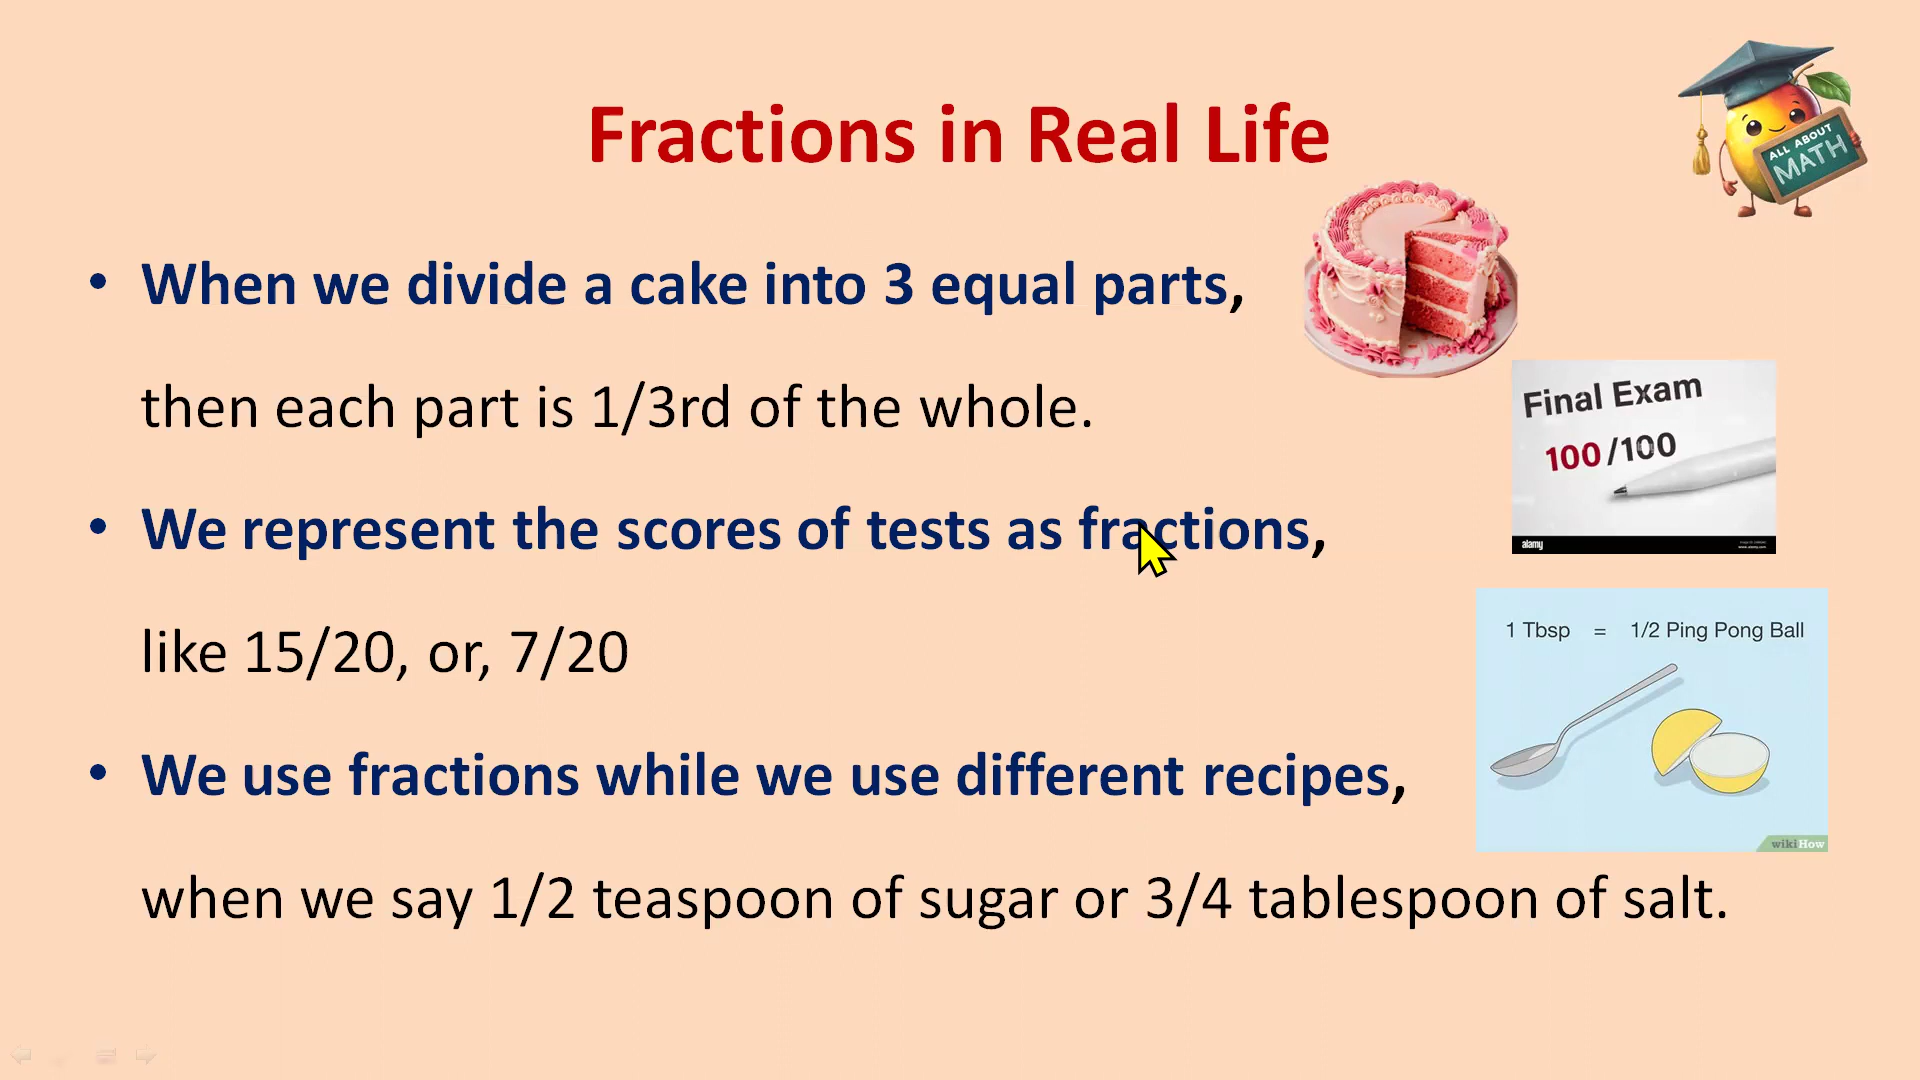 Fractions in Real Life
ALL ABOUT
MATH
• When we divide a cake into 3 equal parts,
then each part is 1/3rd of the whole.
Final Exam
100/100
alamy
• We represent the scores of tests as fractions,
like 15/20, or, 7/20
1 Tbsp = 1/2 Ping Pong Ball
• We use fractions while we use different recipes,
wikiHow
when we say 1/2 teaspoon of sugar or 3/4 tablespoon of salt.